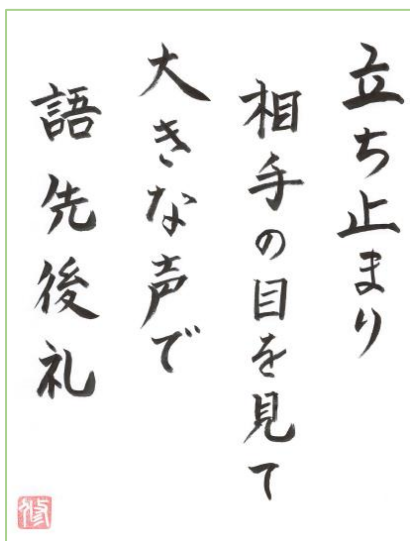 立ち止まり
相手の目を見て
大きな声で
語先後礼
修